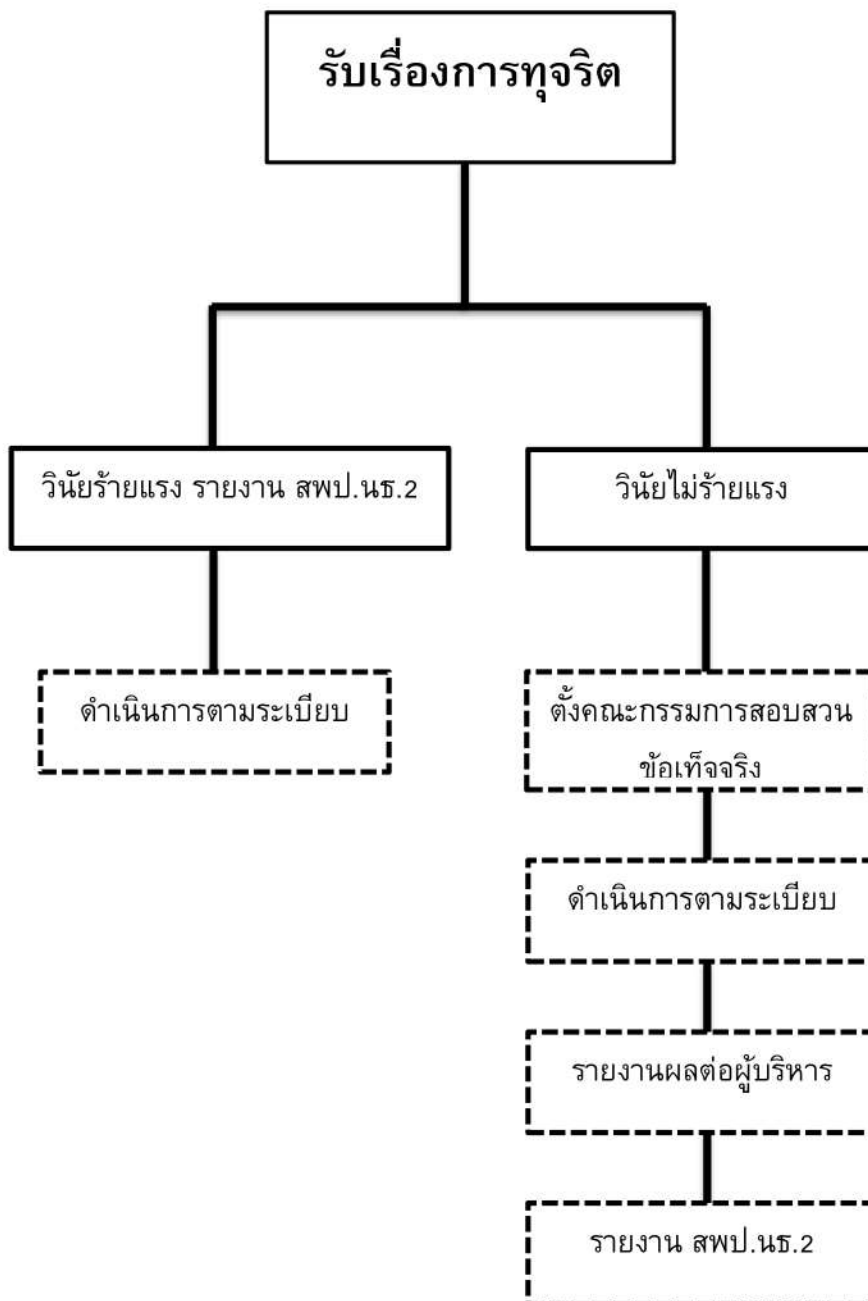 รับเรื่องการทุจริต
วินัยร้ายแรง รายงาน สพป.นธ.2
วินัยไม่ร้ายแรง
ดำเนินการตามระเบียบ
ตั้งคณะกรรมการสอบสวน
ข้อเท็จจริง
ดำเนินการตามระเบียบ
รายงานผลต่อผู้บริหาร
รายงาน สพป.นธ.2